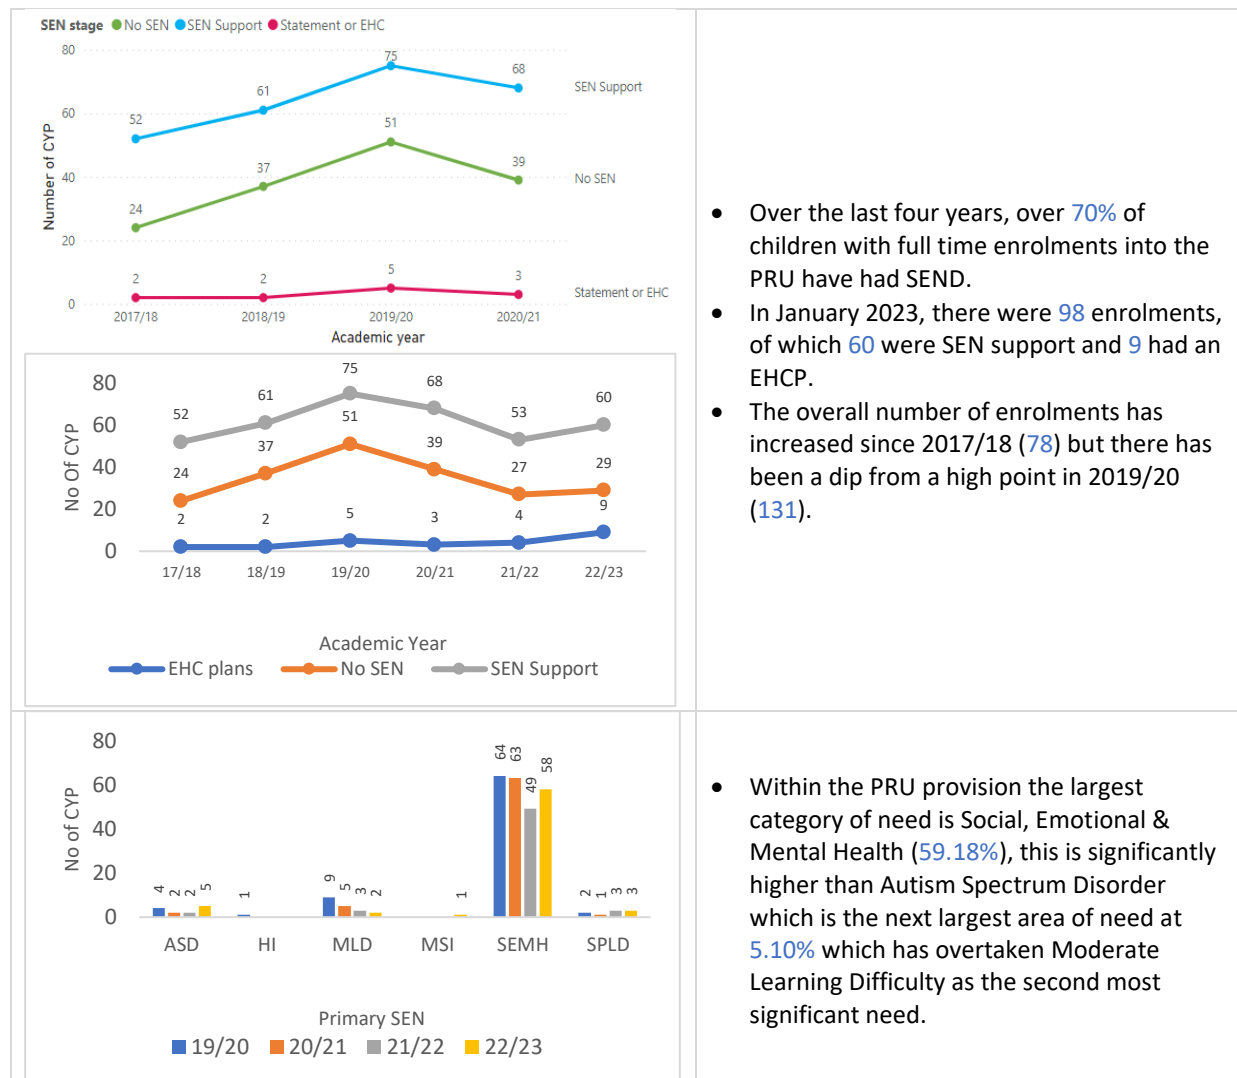 SEN stage No SEN SEN Support Statement or EHC
80
75
68
SEN Support
61
60
52
51
Number of CYP
40
37
39
No SEN
24
20
2
2
5
3
Statement or EHC
0
2017/18 2018/19 2019/20 2020/21
Academic year
• Over the last four years, over 70% of
children with full time enrolments into the
PRU have had SEND.
• In January 2023, there were 98 enrolments,
of which 60 were SEN support and 9 had an
EHCP.
• The overall number of enrolments has
increased since 2017/18 (78) but there has
been a dip from a high point in 2019/20
(131).
No Of CYP
80
60
40
20
0
52 61 75 68 53 60
24 37 51 39 27 29
2 2 5 3 4 9
17/18 18/19 19/20 20/21 21/22 22/23
Academic Year
EHC plans No SEN SEN Support
No of CYP
80
60
40
20
0
4 2 2 5
1
9 5 3 2
1
64 63 49 58
2 1 3 3
ASD HI MLD MSI SEMH SPLD
Primary SEN
19/20 20/21 21/22 22/23
• Within the PRU provision the largest
category of need is Social, Emotional &
Mental Health (59.18%), this is significantly
higher than Autism Spectrum Disorder
which is the next largest area of need at
5.10% which has overtaken Moderate
Learning Difficulty as the second most
significant need.